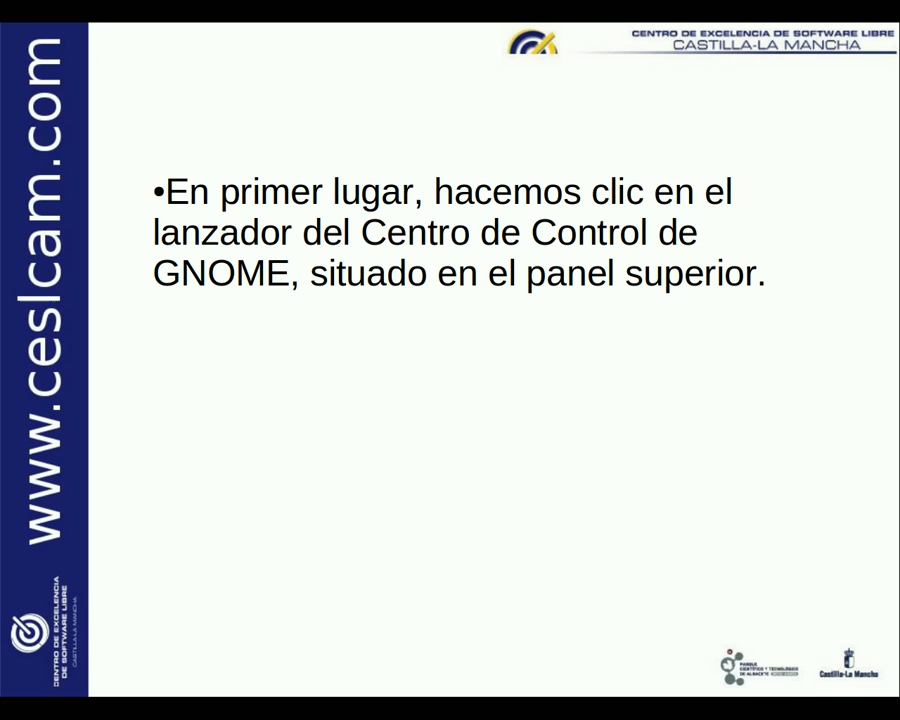 CENTRO DE EXCELENCIA DE SOFTWARE LIBRE
CASTILLA-LA MANCHA
•En primer lugar, hacemos clic en el
lanzador del Centro de Control de
GNOME, situado en el panel superior.
www.ceslcam.com
CENTRO DE EXCELENCIA
DE SOFTWARE LIBRE
CASTILLA-LA MANCHA
PARQUE
CIENTÍFICO Y TECNOLÓGICO
DE ALBACETE
Castilla-La Mancha